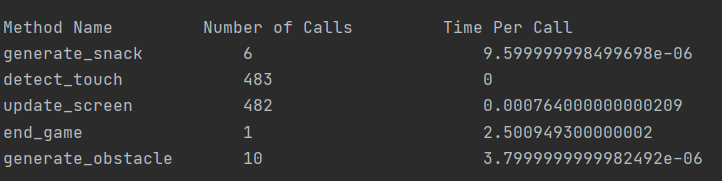 Method Name Number of Calls Time Per Call
generate_snack 6 9.599999998499698e-06
detect_touch 483 0
update_screen 482 0.000764000000000209
end_game 1 2.500949300000002
generate_obstacle 10 3.7999999999982492e-06